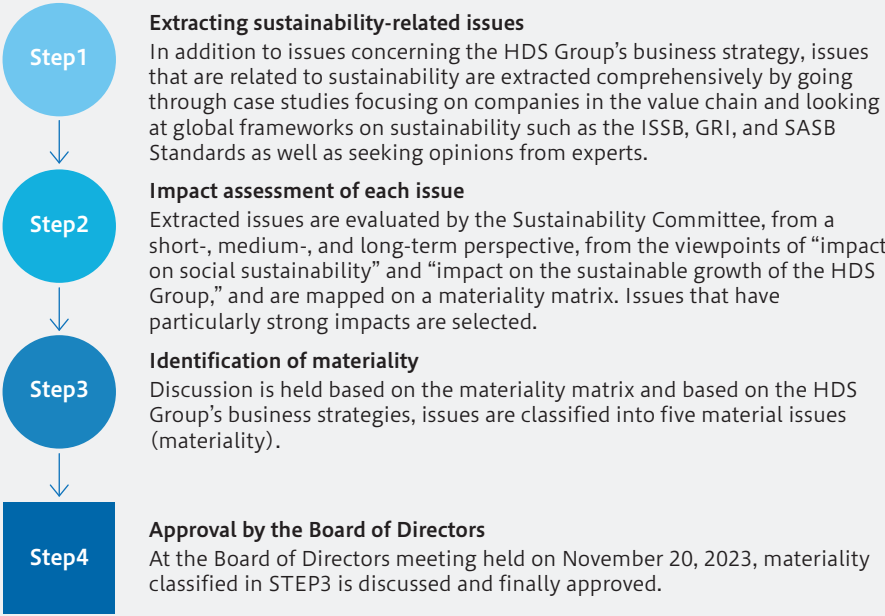 Step1
Extracting sustainability-related issues
In addition to issues concerning the HDS Group’s business strategy, issues
that are related to sustainability are extracted comprehensively by going
through case studies focusing on companies in the value chain and looking
at global frameworks on sustainability such as the ISSB, GRI, and SASB
Standards as well as seeking opinions from experts.
Step2
Impact assessment of each issue
Extracted issues are evaluated by the Sustainability Committee, from a
short-, medium-, and long-term perspective, from the viewpoints of “impact
on social sustainability” and “impact on the sustainable growth of the HDS
Group,” and are mapped on a materiality matrix. Issues that have
particularly strong impacts are selected.
Step3
Identification of materiality
Discussion is held based on the materiality matrix and based on the HDS
Group’s business strategies, issues are classified into five material issues
(materiality).
Step4
Approval by the Board of Directors
At the Board of Directors meeting held on November 20, 2023, materiality
classified in STEP3 is discussed and finally approved.